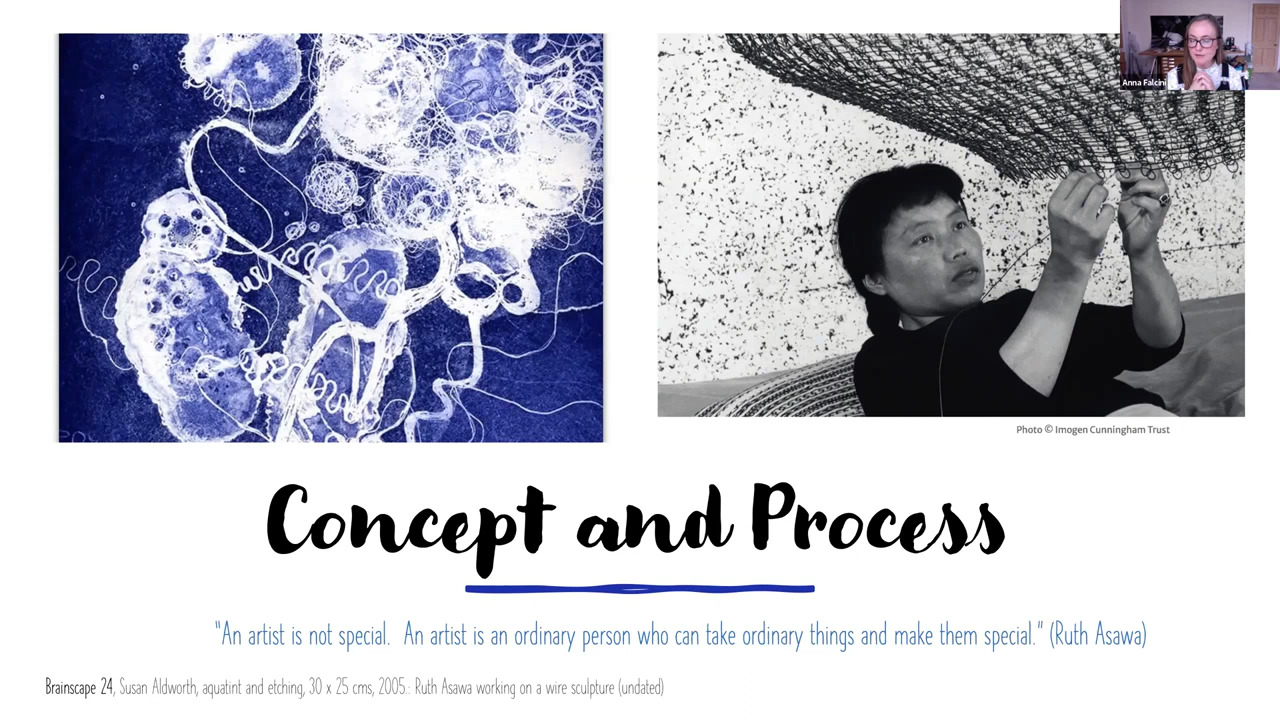 Anna Falcini
Photo © Imogen Cunningham Trust
Concept and Process
"An artist is not special. An artist is an ordinary person who can take ordinary things and make them special." (Ruth Asawa)
Brainscape 24, Susan Aldworth, aquatint and etching, 30 x 25 cms, 2005.: Ruth Asawa working on a wire sculpture (undated)